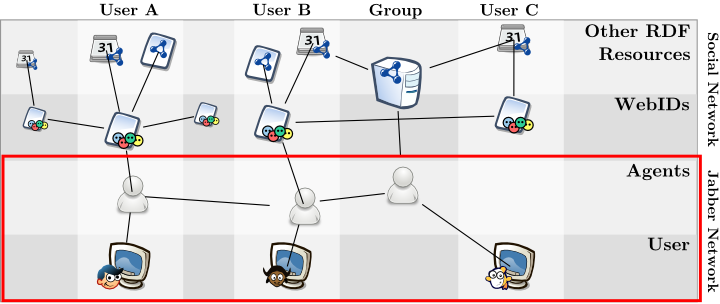 User A
User B
Group
User C
Other RDF
Resources
WebIDs
Agents
User
Social Network
Jabber Network
31
31
31
31